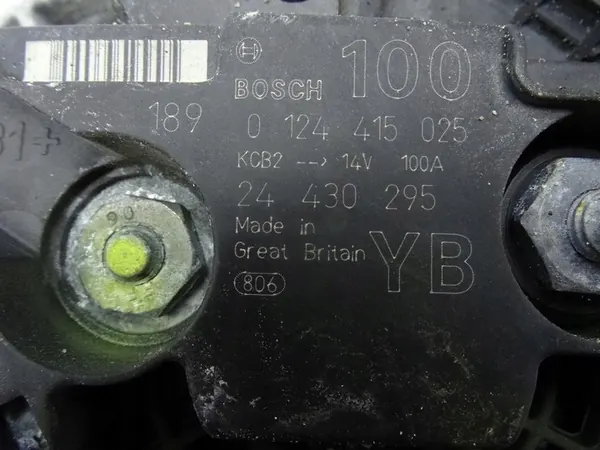 BOSCH 100
189 0 124 415 025
KCB2 --> 14V 100A
24 430 295
Made in
Great Britain YB
806
90